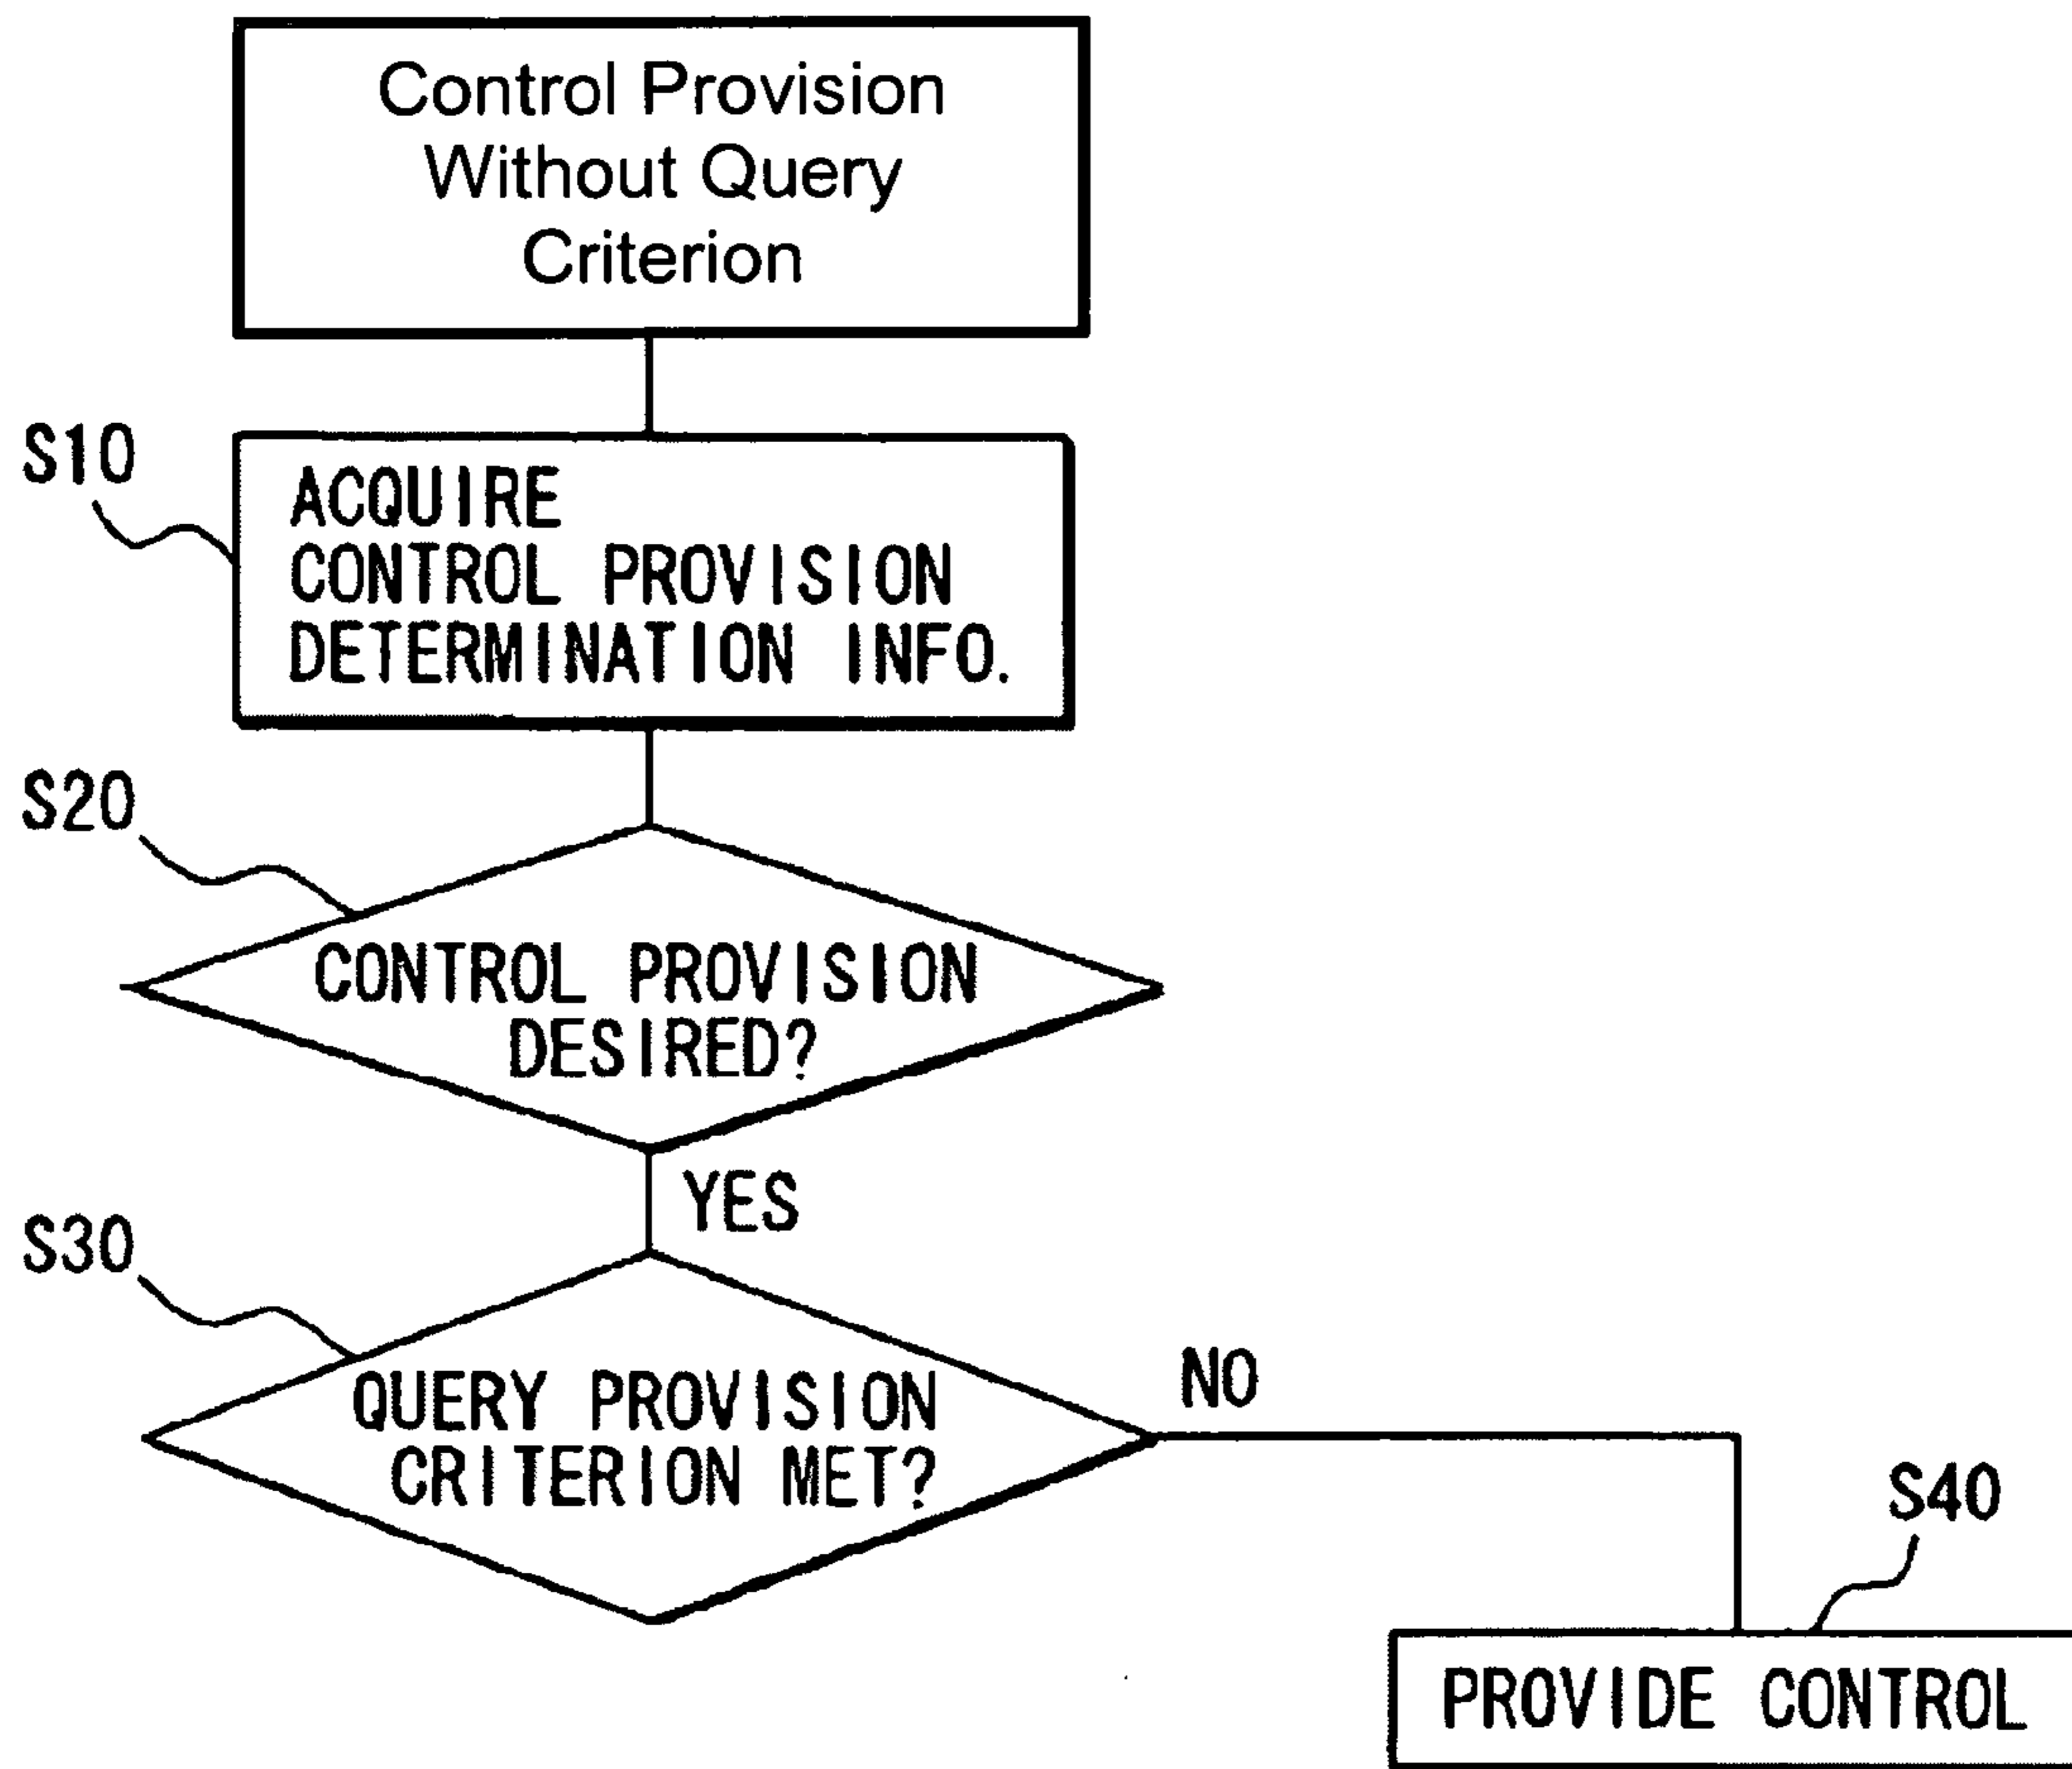 Control Provision
Without Query
Criterion
S10
ACQUIRE
CONTROL PROVISION
DETERMINATION INFO.
S20
CONTROL PROVISION
DESIRED?
YES
S30
QUERY PROVISION
CRITERION MET?
NO
S40
PROVIDE CONTROL